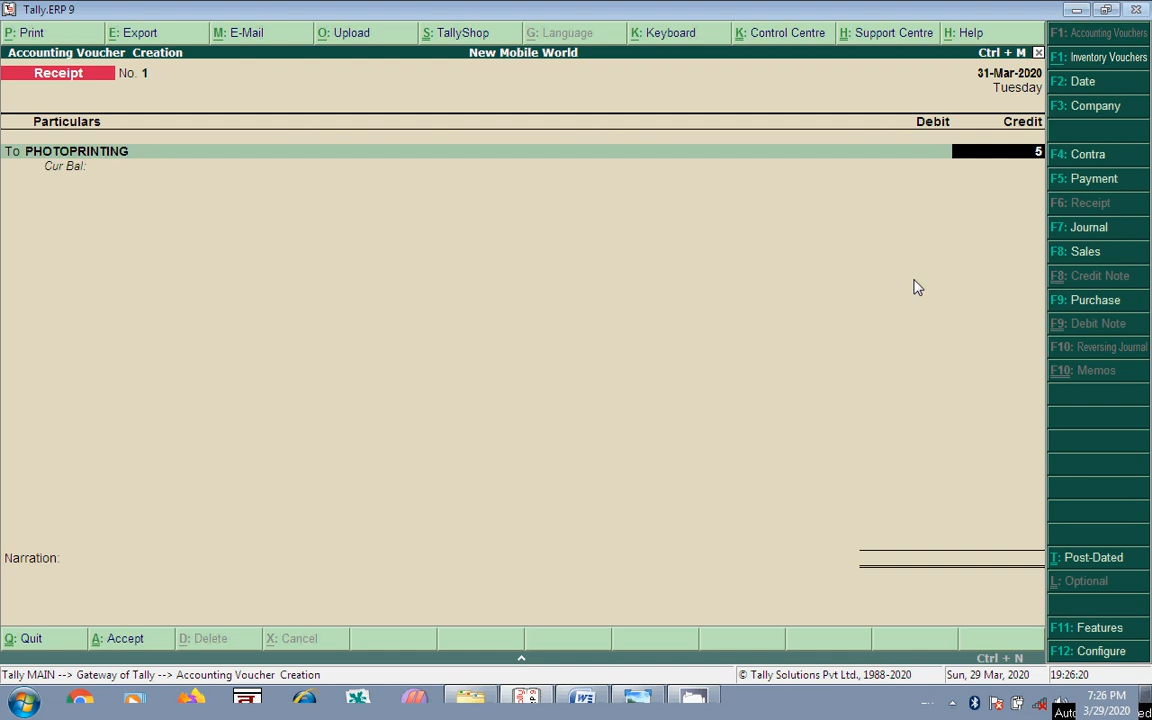 Tally.ERP 9
P: Print E: Export M: E-Mail O: Upload S: TallyShop G: Language K: Keyboard K: Control Centre H: Support Centre H: Help
F1: Accounting Vouchers
Accounting Voucher Creation New Mobile World Ctrl + M
F1: Inventory Vouchers
Receipt No. 1 31-Mar-2020
Tuesday
F2: Date
F3: Company
Particulars Debit Credit
To PHOTOPRINTING 5
Cur Bal:
F4: Contra
F5: Payment
F6: Receipt
F7: Journal
F8: Sales
F8: Credit Note
F9: Purchase
F9: Debit Note
F10: Reversing Journal
F10: Memos
Narration:
T: Post-Dated
L: Optional
F11: Features
Q: Quit A: Accept D: Delete X: Cancel
F12: Configure
Ctrl + N
Tally MAIN --> Gateway of Tally --> Accounting Voucher Creation © Tally Solutions Pvt Ltd., 1988-2020 Sun, 29 Mar, 2020 19:26:20
7:26 PM
3/29/2020